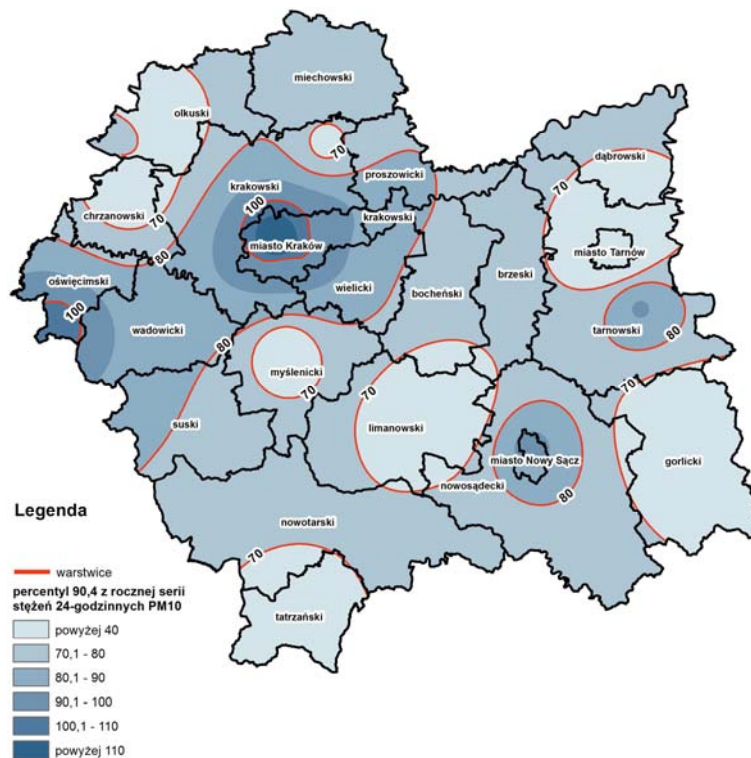 miechowski
olkuski
70
dąbrowski
proszowicki
70
krakowski
chrzanowski
100
70
krakowski
miasto Kraków
miasto Tarnów
80
oświęcimski
wielicki
bocheński
brzeski
100
wadowicki
tarnowski
80
80
myślenicki
70
70
70
suski
limanowski
miasto Nowy Sącz
gorlicki
nowosądecki
80
Legenda
nowotarski
70
warstwice
percentyl 90,4 z rocznej serii
stężeń 24-godzinnych PM10
tatrzański
powyżej 40
70,1 - 80
80,1 - 90
90,1 - 100
100,1 - 110
powyżej 110